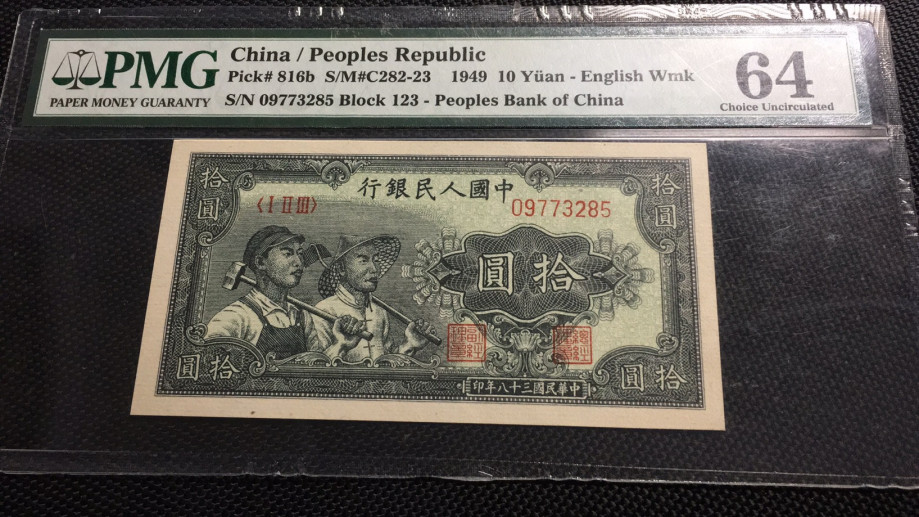 PMG
PAPER MONEY GUARANTY
China / Peoples Republic
Pick# 816b S/M#C282-23 1949 10 Yüan - English Wmk
S/N 09773285 Block 123 - Peoples Bank of China
64
Choice Uncirculated
行銀民人國中
〈I II III〉
09773285
拾圓
拾圓
圓拾
拾圓
圓拾
印年八十三國民華中